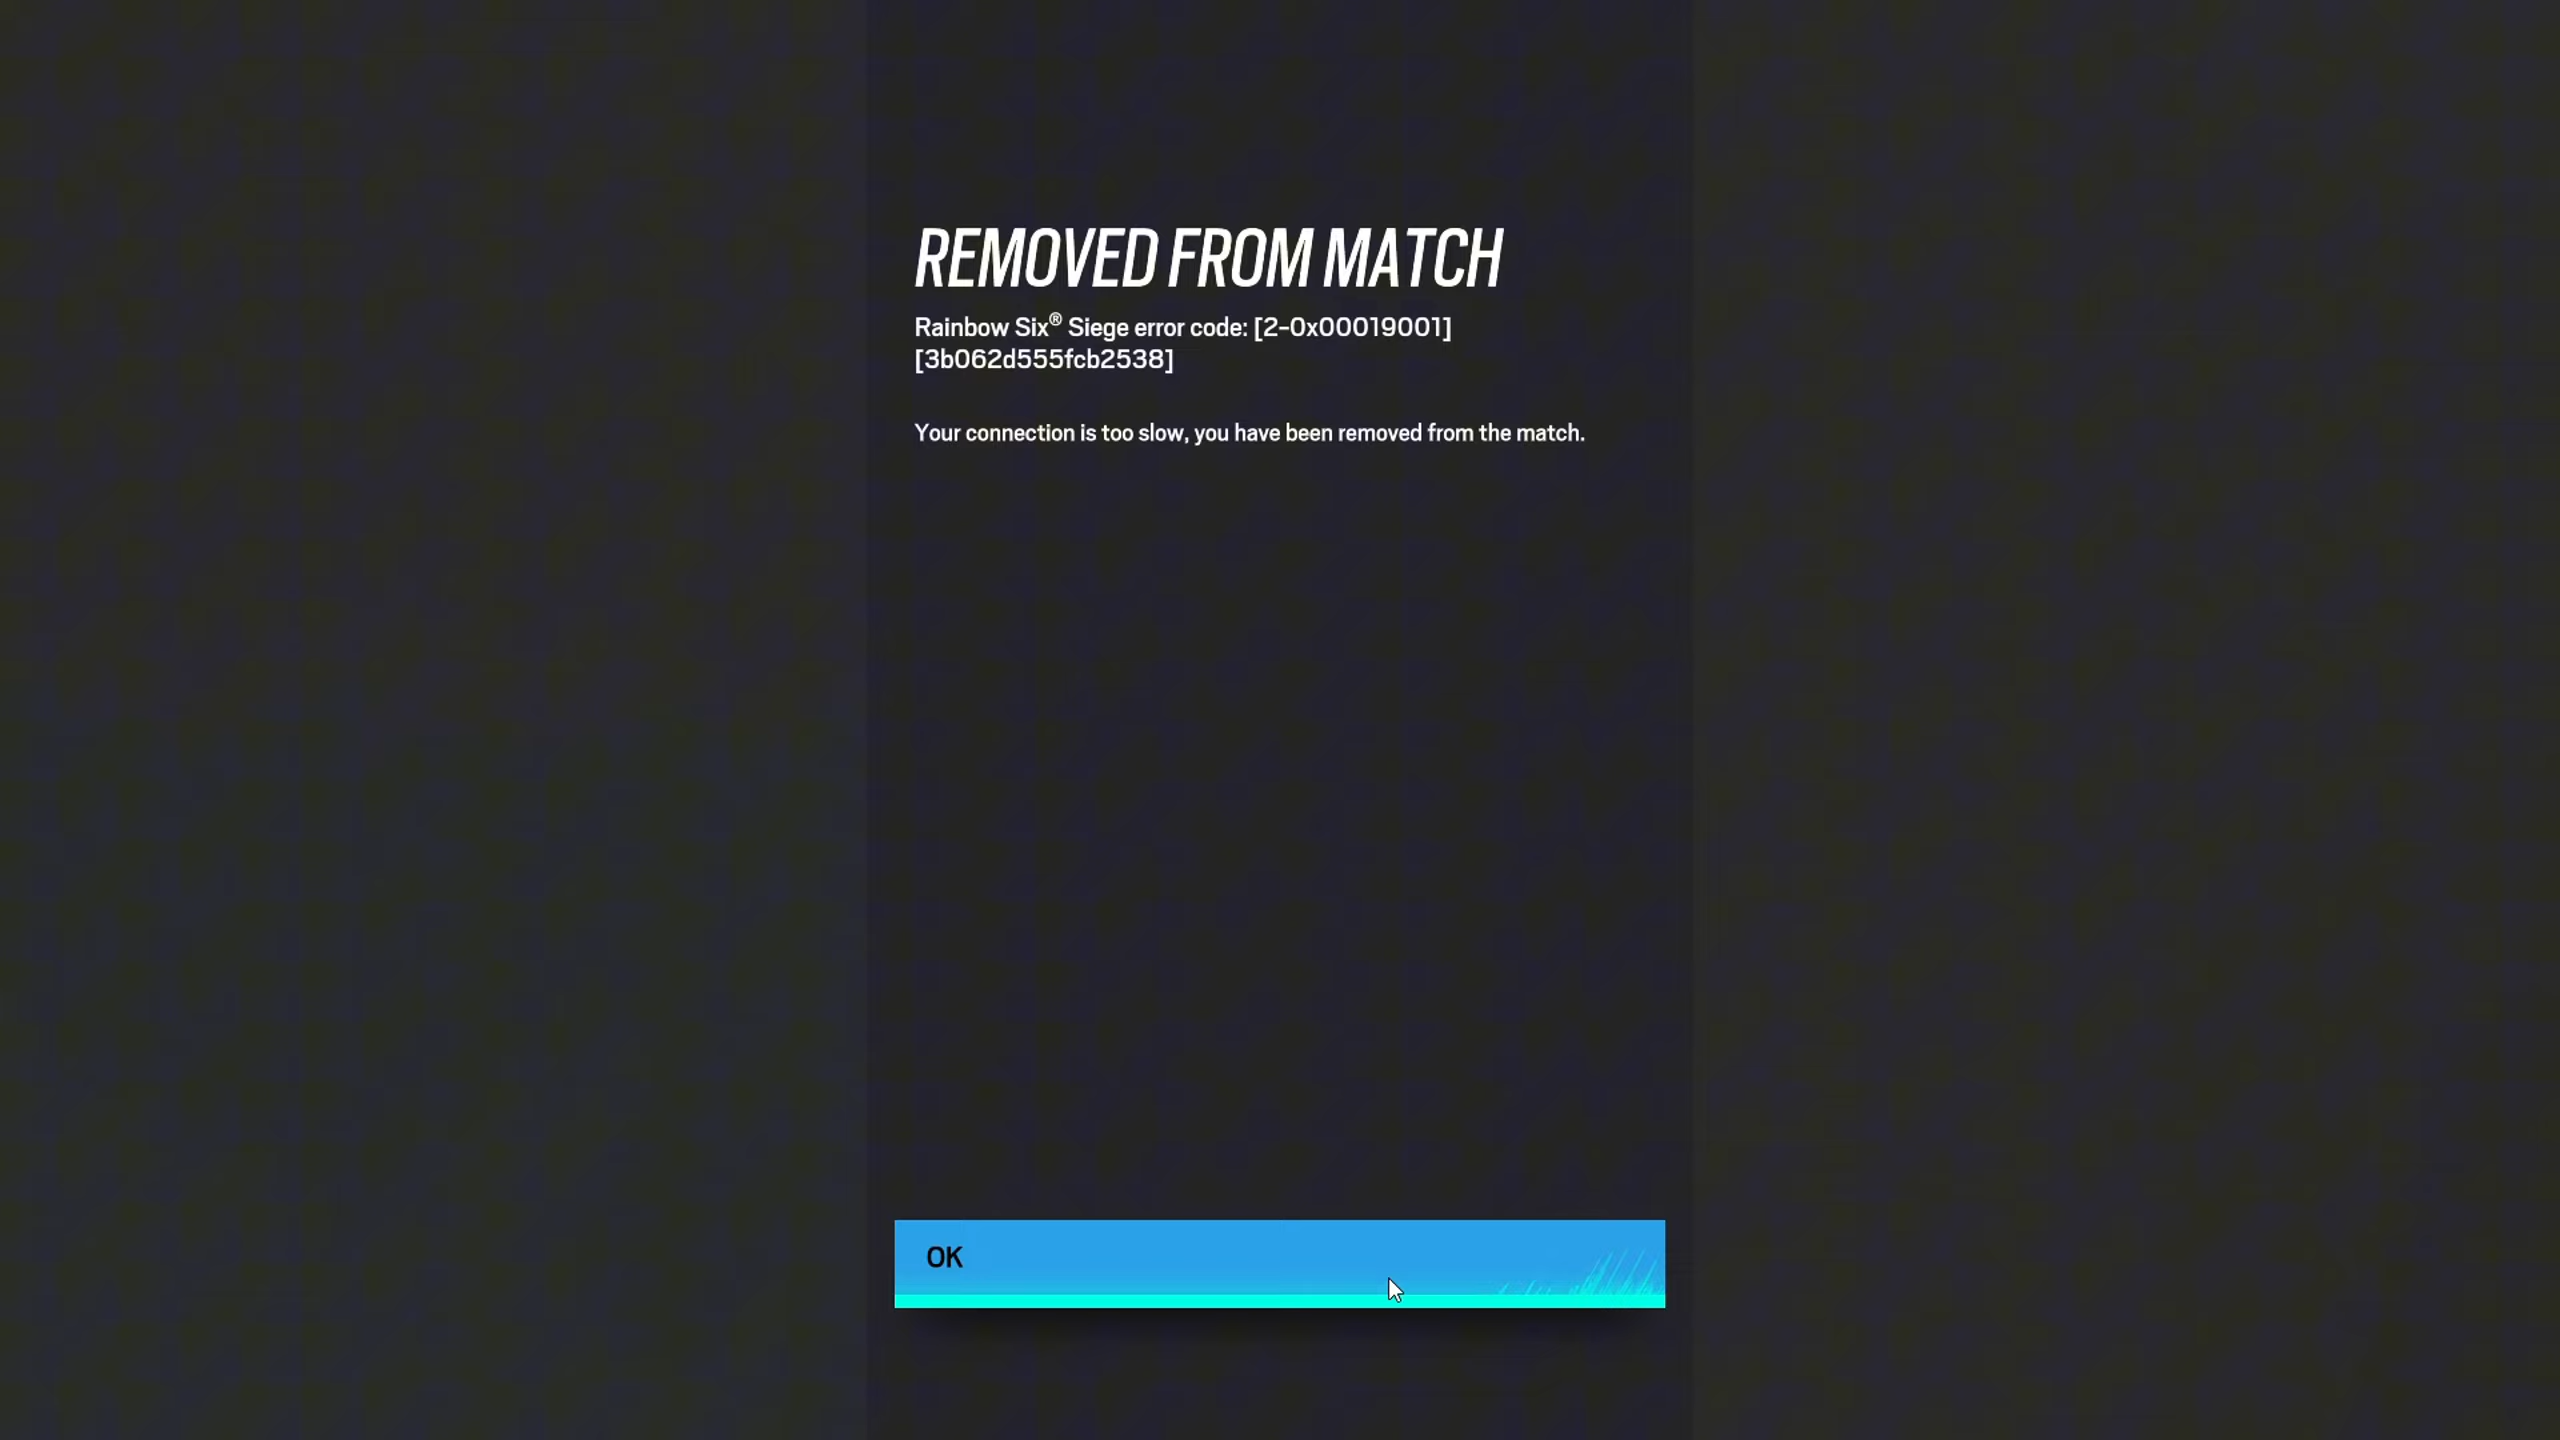 REMOVED FROM MATCH
Rainbow Six® Siege error code: [2-0x00019001]
[3b062d555fcb2538]
Your connection is too slow, you have been removed from the match.
OK